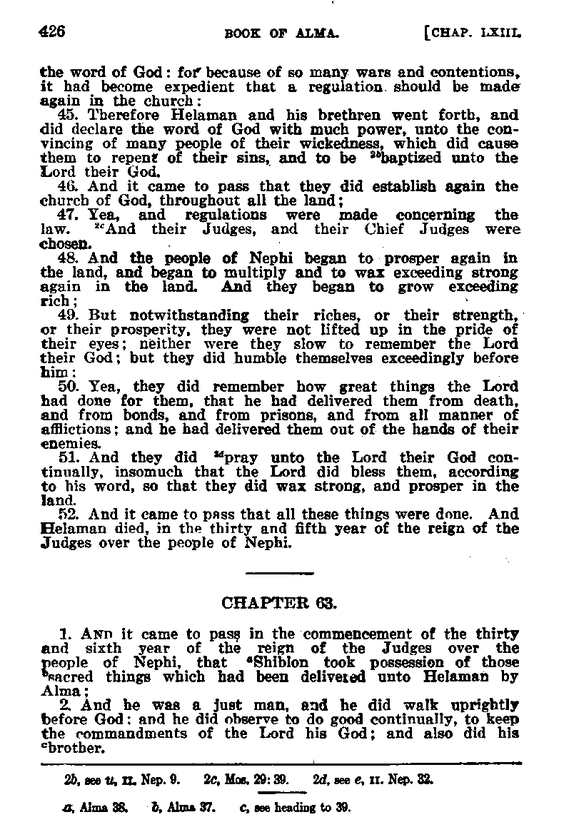 426 BOOK OF ALMA. [CHAP. LXIII.
the word of God: for because of so many wars and contentions,
it had become expedient that a regulation should be made
again in the church:
45. Therefore Helaman and his brethren went forth, and
did declare the word of God with much power, unto the con-
vincing of many people of their wickedness, which did cause
them to repent of their sins, and to be 2bbaptized unto the
Lord their God.
46. And it came to pass that they did establish again the
church of God, throughout all the land;
47. Yea, and regulations were made concerning the
law. 2cAnd their Judges, and their Chief Judges were
chosen.
48. And the people of Nephi began to prosper again in
the land, and began to multiply and to wax exceeding strong
again in the land. And they began to grow exceeding
rich;
49. But notwithstanding their riches, or their strength,
or their prosperity, they were not lifted up in the pride of
their eyes; neither were they slow to remember the Lord
their God; but they did humble themselves exceedingly before
him:
50. Yea, they did remember how great things the Lord
had done for them, that he had delivered them from death,
and from bonds, and from prisons, and from all manner of
afflictions; and he had delivered them out of the hands of their
enemies.
51. And they did 2dpray unto the Lord their God con-
tinually, insomuch that the Lord did bless them, according
to his word, so that they did wax strong, and prosper in the
land.
52. And it came to pass that all these things were done. And
Helaman died, in the thirty and fifth year of the reign of the
Judges over the people of Nephi.
CHAPTER 63.
1. AND it came to pass in the commencement of the thirty
and sixth year of the reign of the Judges over the
people of Nephi, that aShiblon took possession of those
bsacred things which had been delivered unto Helaman by
Alma;
2. And he was a just man, and he did walk uprightly
before God: and he did observe to do good continually, to keep
the commandments of the Lord his God; and also did his
cbrother.
2b, see u, II. Nep. 9. 2c, Mos. 29:39. 2d, see e, II. Nep. 32.
a, Alma 38. b, Alma 37. c, see heading to 39.